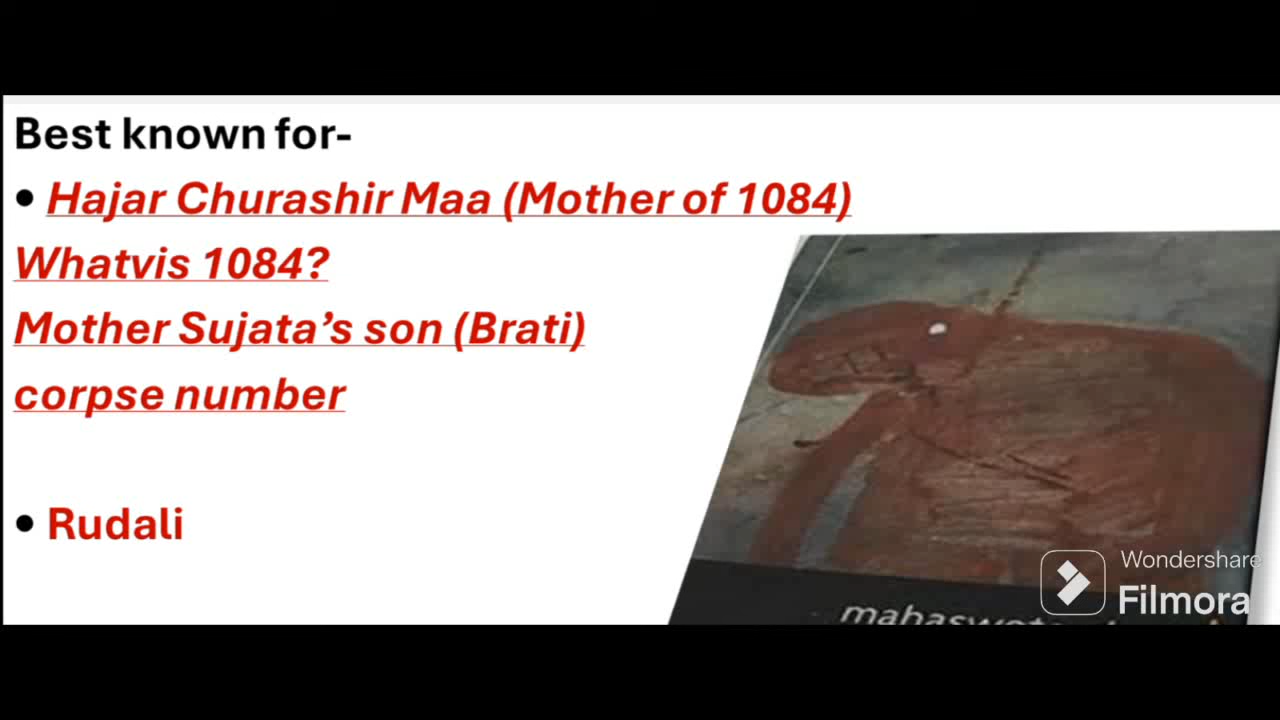 Best known for-
• Hajar Churashir Maa (Mother of 1084)
Whatvis 1084?
Mother Sujata’s son (Brati)
corpse number
• Rudali
Wondershare
Filmora